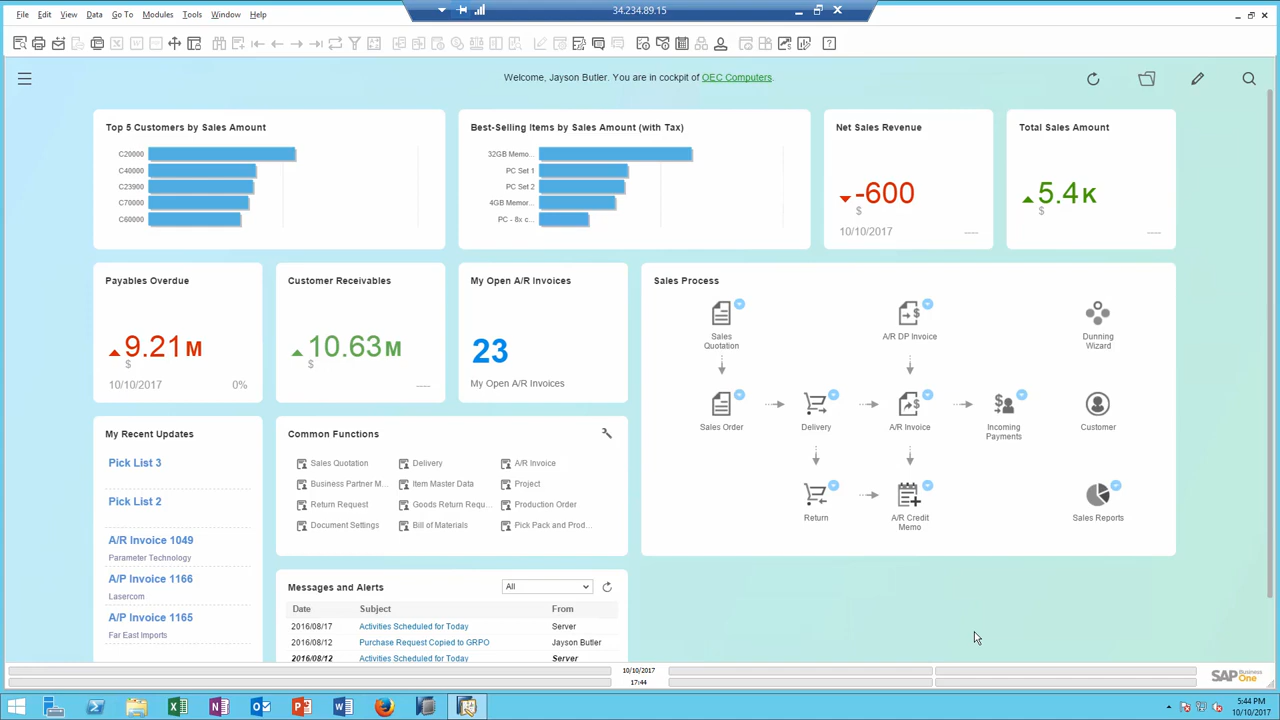 34.234.89.15
File Edit View Data Go To Modules Tools Window Help
Welcome, Jayson Butler. You are in cockpit of OEC Computers.
Top 5 Customers by Sales Amount
C20000
C40000
C23900
C70000
C60000
Best-Selling Items by Sales Amount (with Tax)
32GB Memo...
PC Set 1
PC Set 2
4GB Memor...
PC - 8x c...
Net Sales Revenue
-600
$
10/10/2017 ----
Total Sales Amount
5.4K
$
----
Payables Overdue
9.21M
$
10/10/2017 0%
Customer Receivables
10.63M
$
----
My Open A/R Invoices
23
My Open A/R Invoices
Sales Process
Sales
Quotation
A/R DP Invoice
Dunning
Wizard
Sales Order
Delivery
A/R Invoice
Incoming
Payments
Customer
Return
A/R Credit
Memo
Sales Reports
My Recent Updates
Pick List 3
Pick List 2
A/R Invoice 1049
Parameter Technology
A/P Invoice 1166
Lasercom
A/P Invoice 1165
Far East Imports
Common Functions
Sales Quotation Delivery A/R Invoice
Business Partner M... Item Master Data Project
Return Request Goods Return Requ... Production Order
Document Settings Bill of Materials Pick Pack and Prod...
Messages and Alerts All
Date Subject From
2016/08/17 Activities Scheduled for Today Server
2016/08/12 Purchase Request Copied to GRPO Jayson Butler
2016/08/12 Activities Scheduled for Today Server
10/10/2017
17:44
SAP Business One
5:44 PM
10/10/2017